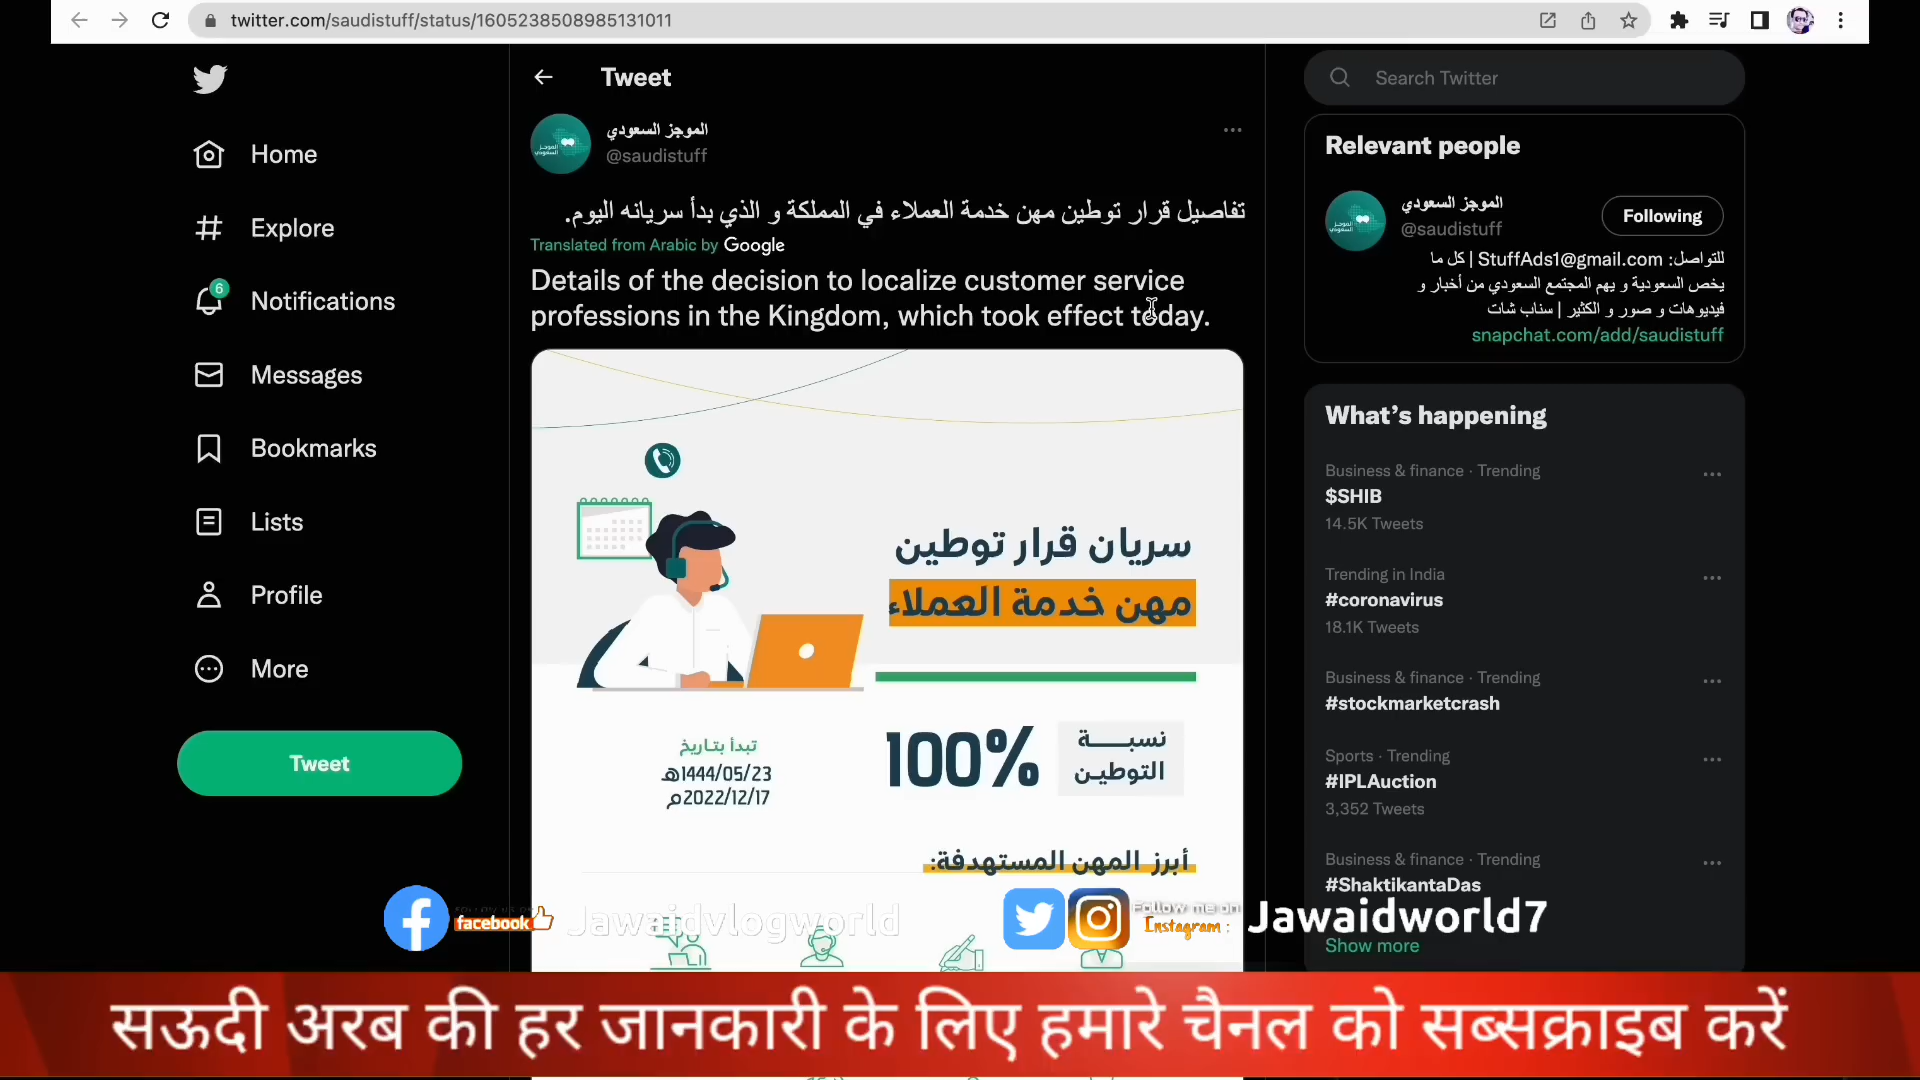 twitter.com/saudistuff/status/1605238508985131011
Home
Explore
6
Notifications
Messages
Bookmarks
Lists
Profile
More
Tweet
Tweet
الموجز السعودي
@saudistuff
تفاصيل قرار توطين مهن خدمة العملاء في المملكة و الذي بدأ سريانه اليوم.
Translated from Arabic by Google
Details of the decision to localize customer service
professions in the Kingdom, which took effect today.
سريان قرار توطين
مهن خدمة العملاء
نسبـــة
التوطيـن
100%
تبدأ بتاريخ
1444/05/23هـ
2022/12/17م
أبرز المهن المستهدفة:
Search Twitter
Relevant people
الموجز السعودي
@saudistuff
Following
للتواصل: StuffAds1@gmail.com | كل ما
يخص السعودية و يهم المجتمع السعودي من أخبار و
فيديوهات و صور و الكثير | سناب شات
snapchat.com/add/saudistuff
What's happening
Business & finance · Trending
$SHIB
14.5K Tweets
Trending in India
#coronavirus
18.1K Tweets
Business & finance · Trending
#stockmarketcrash
Sports · Trending
#IPLAuction
3,352 Tweets
Business & finance · Trending
#ShaktikantaDas
Show more
facebook
Jawaidvlogworld
Follow me on
Instagram :
Jawaidworld7
सऊदी अरब की हर जानकारी के लिए हमारे चैनल को सब्सक्राइब करें